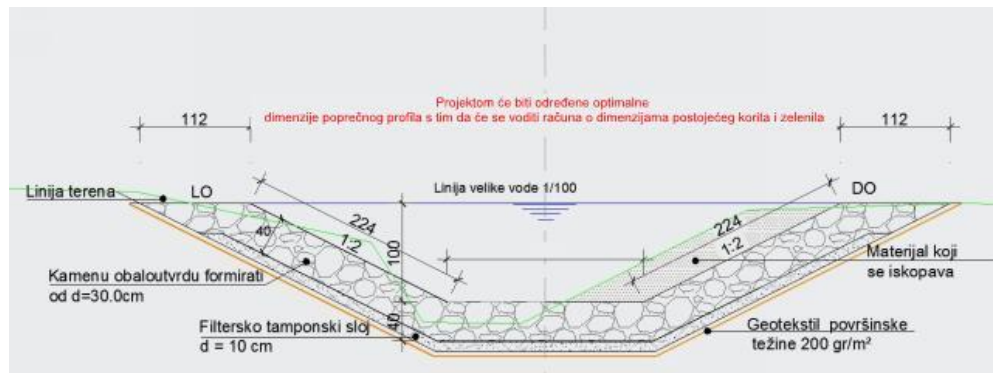 Projektom će biti određene optimalne
dimenzije poprečnog profila s tim da će se voditi računa o dimenzijama postojećeg korita i zelenila
112
112
Linija terena
LO
Linija velike vode 1/100
DO
224
1:2
224
1:2
40
100
40
Kamenu obaloutvrdu formirati
od d=30.0cm
Materijal koji
se iskopava
Filtersko tamponski sloj
d = 10 cm
Geotekstil površinske
težine 200 gr/m²